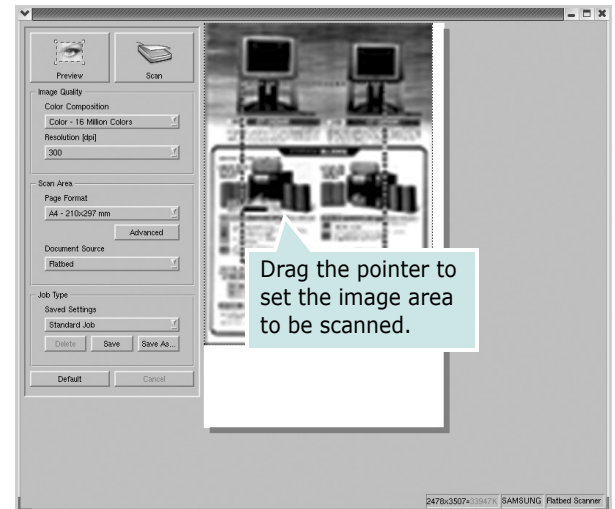 Preview
Scan
Image Quality
Color Composition
Color - 16 Million Colors
Resolution [dpi]
300
Scan Area
Page Format
A4 - 210x297 mm
Advanced
Document Source
Flatbed
Job Type
Saved Settings
Standard Job
Delete Save Save As...
Default Cancel
Drag the pointer to
set the image area
to be scanned.
2478x3507=33947K SAMSUNG Flatbed Scanner